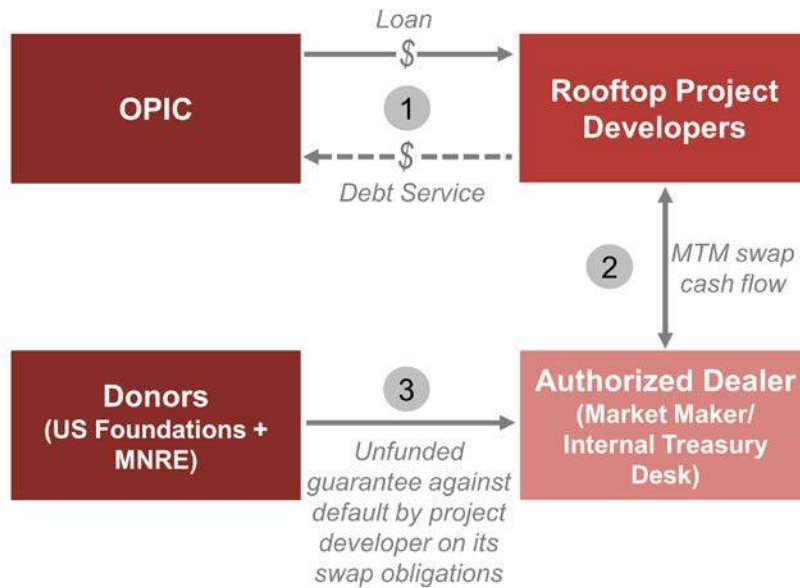 Loan
$
OPIC
1
Rooftop Project
Developers
$
Debt Service
2
MTM swap
cash flow
Donors
(US Foundations +
MNRE)
3
Unfunded
guarantee against
default by project
developer on its
swap obligations
Authorized Dealer
(Market Maker/
Internal Treasury
Desk)